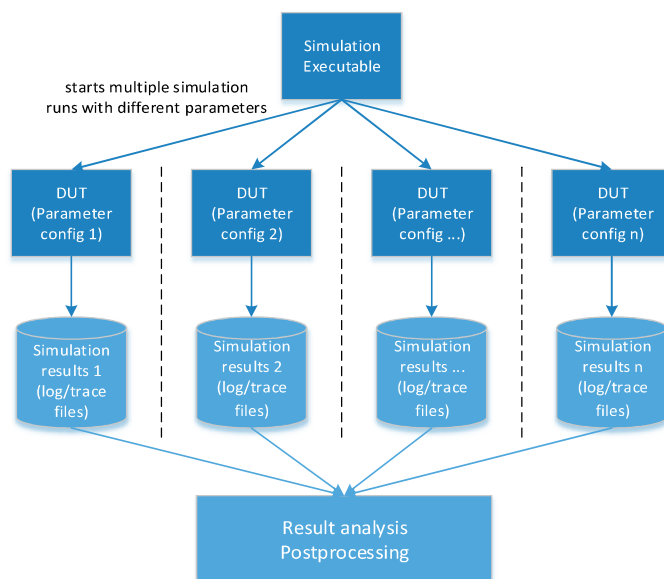 Simulation
Executable
starts multiple simulation
runs with different parameters
DUT
(Parameter
config 1)
DUT
(Parameter
config 2)
DUT
(Parameter
config ...)
DUT
(Parameter
config n)
Simulation
results 1
(log/trace
files)
Simulation
results 2
(log/trace
files)
Simulation
results ...
(log/trace
files)
Simulation
results n
(log/trace
files)
Result analysis
Postprocessing